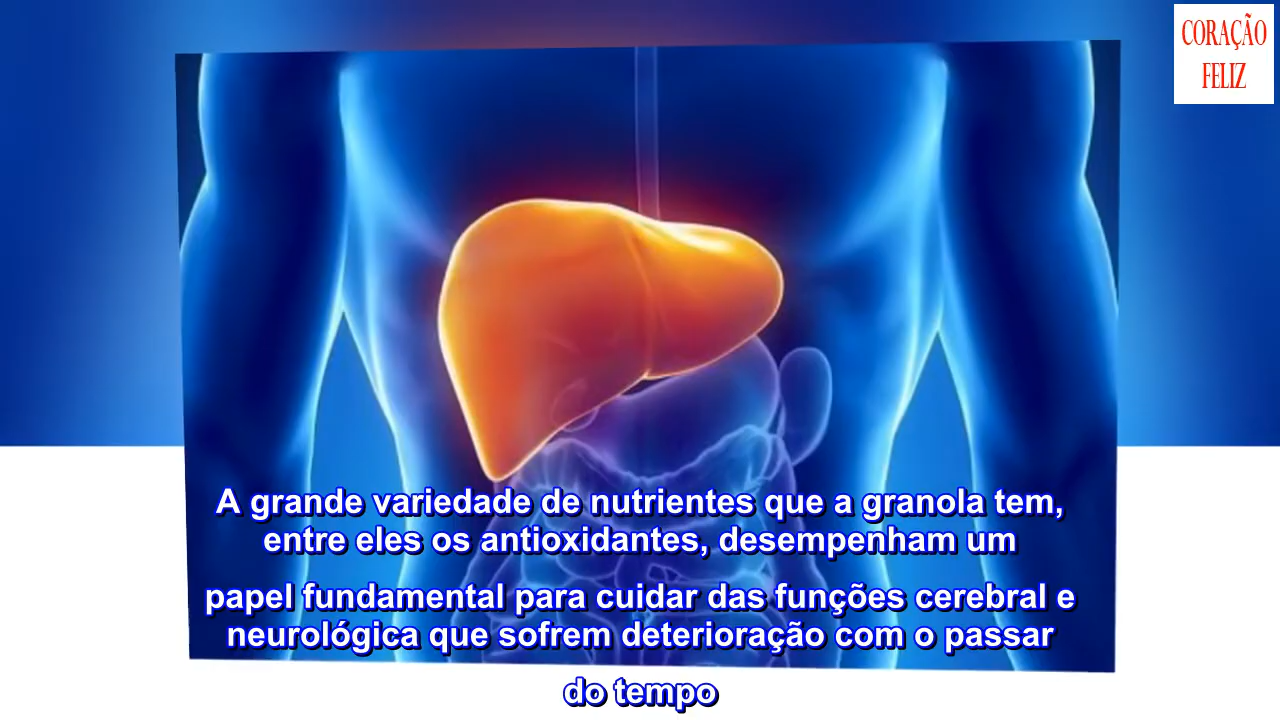 CORAÇÃO
FELIZ
A grande variedade de nutrientes que a granola tem,
entre eles os antioxidantes, desempenham um
papel fundamental para cuidar das funções cerebral e
neurológica que sofrem deterioração com o passar
do tempo